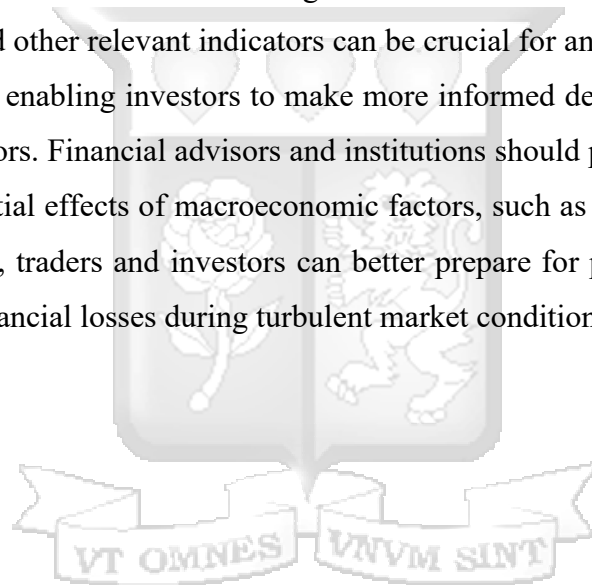 d other relevant indicators can be crucial for an
enabling investors to make more informed de
ors. Financial advisors and institutions should p
tial effects of macroeconomic factors, such as
, traders and investors can better prepare for p
ancial losses during turbulent market condition
VT OMNES VNVM SINT